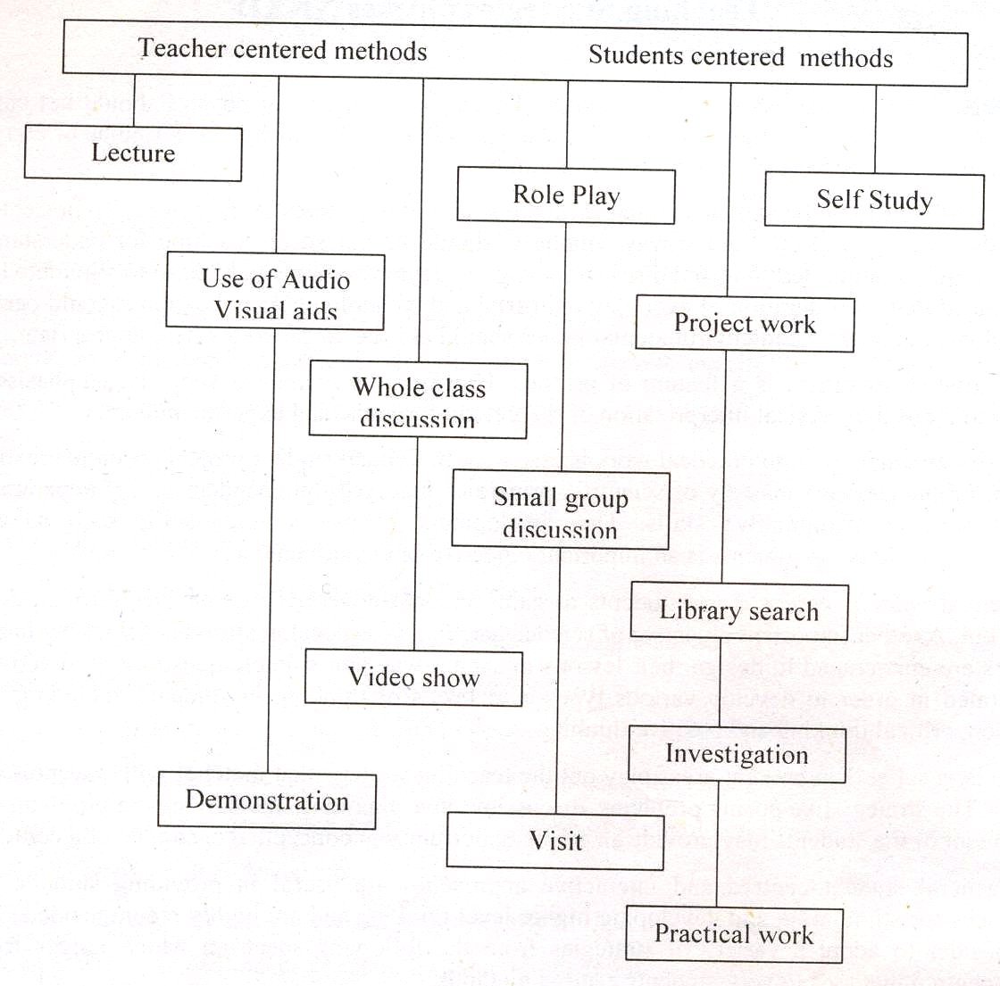 Teacher centered methods
Students centered methods
Lecture
Role Play
Self Study
Use of Audio
Visual aids
Project work
Whole class
discussion
Small group
discussion
Library search
Video show
Investigation
Demonstration
Visit
Practical work